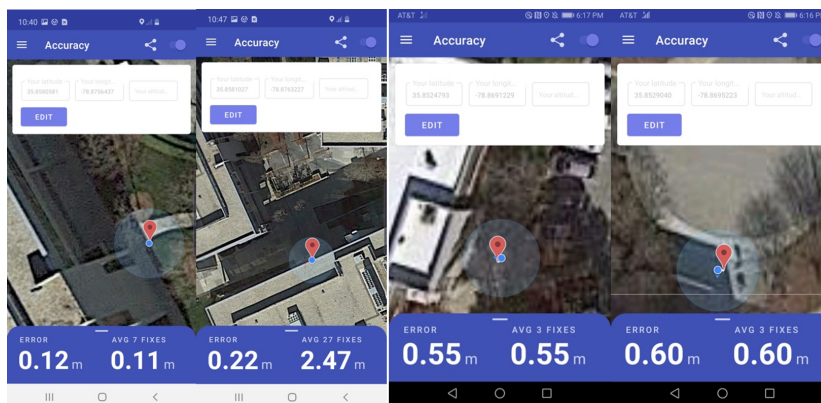 10:40
Accuracy
Your latitude
Your longit...
35.8580581
-78.8756437
Your altitud...
EDIT
ERROR
AVG 7 FIXES
0.12 m
0.11 m
10:47
Accuracy
Your latitude
Your longit...
35.8581027
-78.8763227
Your altitud...
EDIT
ERROR
AVG 27 FIXES
0.22 m
2.47 m
AT&T
6:17 PM
Accuracy
Your latitude
Your longit...
35.8524793
-78.8691229
Your altitud...
EDIT
ERROR
AVG 3 FIXES
0.55 m
0.55 m
AT&T
6:16 PM
Accuracy
Your latitude
Your longit...
35.8529040
-78.8695223
Your altitud...
EDIT
ERROR
AVG 3 FIXES
0.60 m
0.60 m